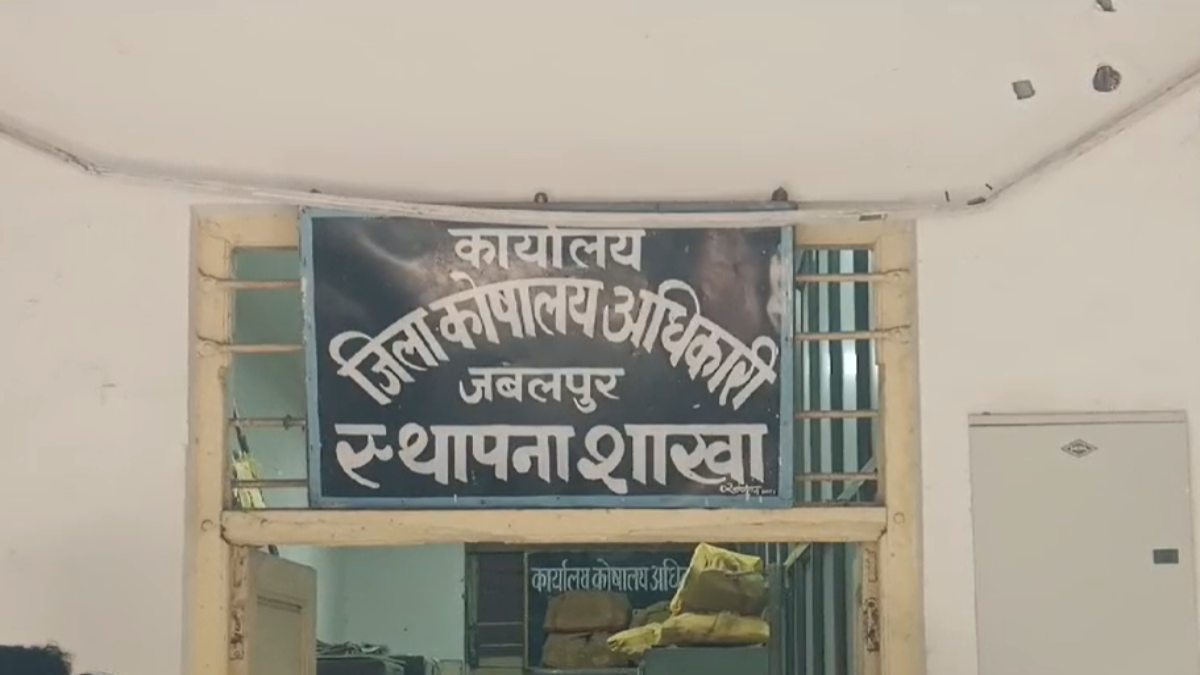 कार्यालय
जिला कोषालय अधिकारी
जबलपुर
स्थापना शाखा
कार्यालय कोषालय अधि